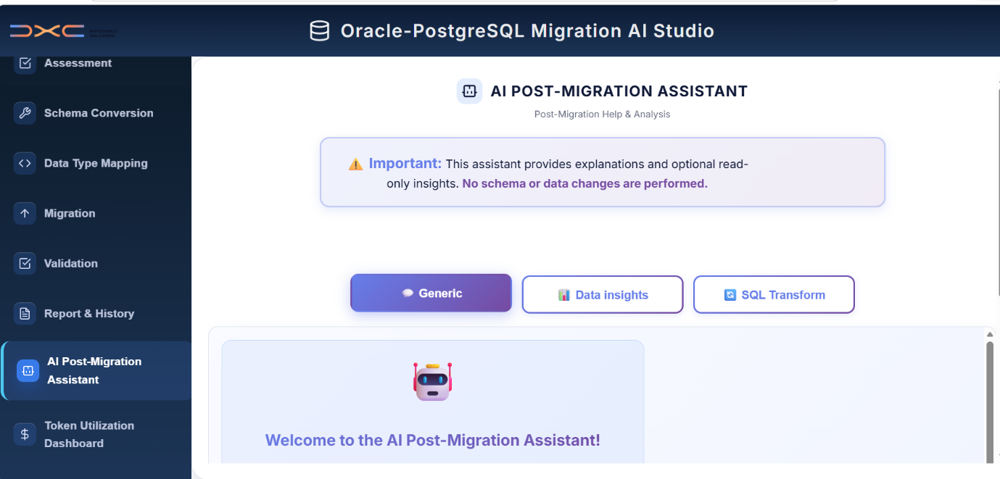 DXC
Oracle-PostgreSQL Migration AI Studio
Assessment
Schema Conversion
Data Type Mapping
Migration
Validation
Report & History
AI Post-Migration
Assistant
Token Utilization
Dashboard
AI POST-MIGRATION ASSISTANT
Post-Migration Help & Analysis
⚠️ Important: This assistant provides explanations and optional read-
only insights. No schema or data changes are performed.
Generic
Data insights
SQL Transform
Welcome to the AI Post-Migration Assistant!